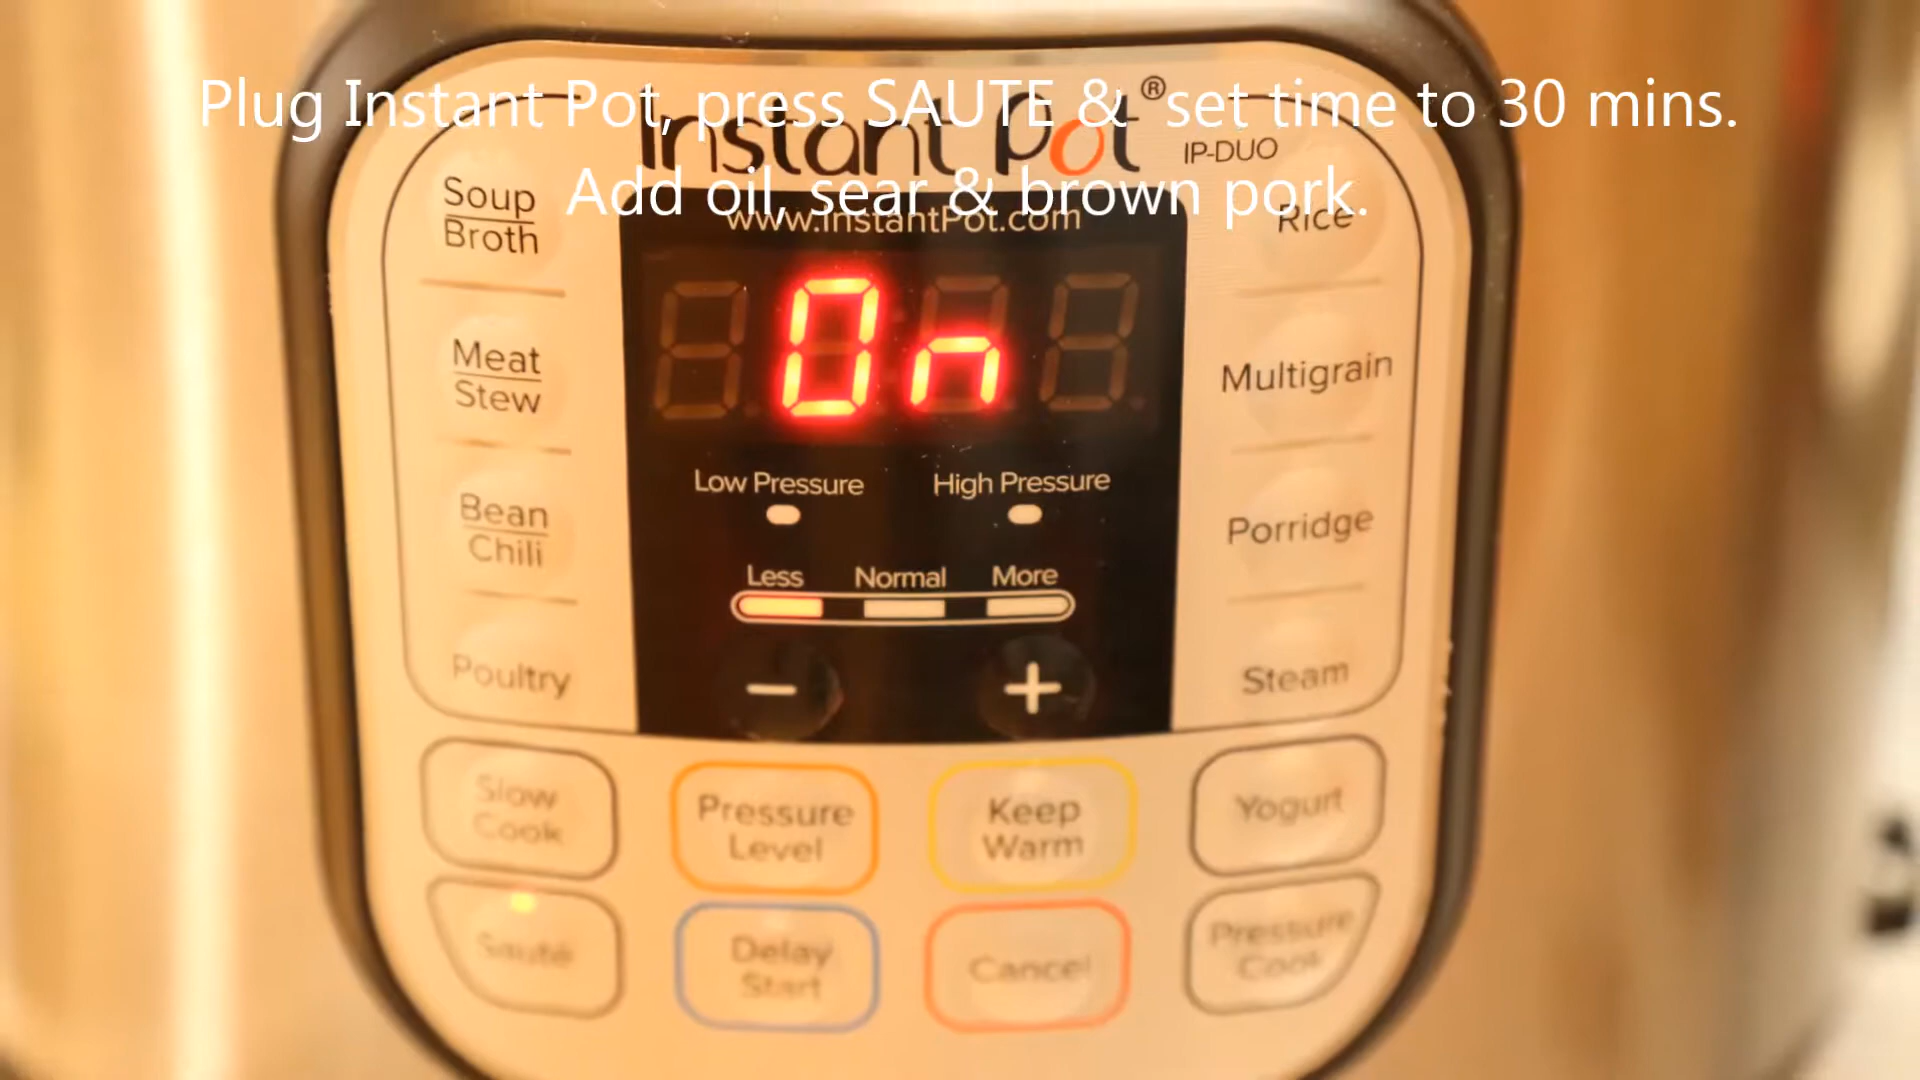 Plug Instant Pot, press SAUTE & set time to 30 mins.
Add oil, sear & brown pork.
Instant Pot®
IP-DUO
www.InstantPot.com
Soup
Broth
Rice
On
Meat
Stew
Multigrain
Low Pressure
High Pressure
Bean
Chili
Porridge
Less Normal More
Poultry
− +
Steam
Slow
Cook
Pressure
Level
Keep
Warm
Yogurt
Sauté
Delay
Start
Cancel
Pressure
Cook